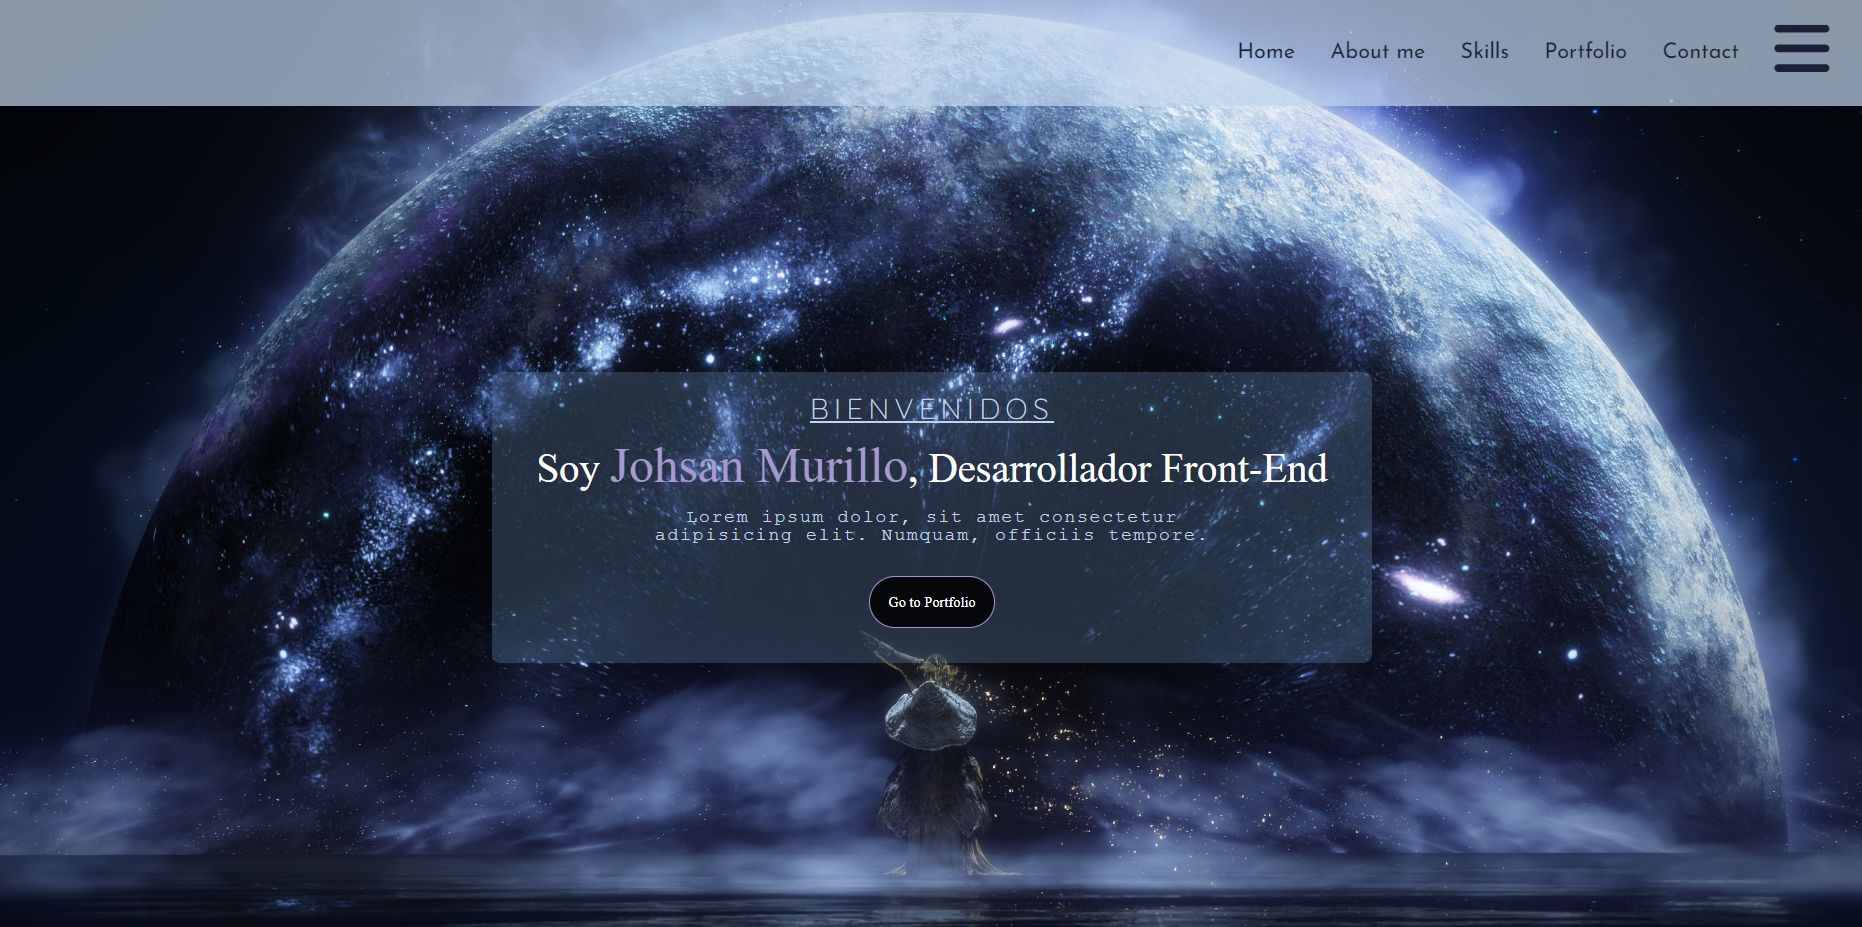 Home About me Skills Portfolio Contact
BIENVENIDOS
Soy Johsan Murillo, Desarrollador Front-End
Lorem ipsum dolor, sit amet consectetur
adipisicing elit. Numquam, officiis tempore.
Go to Portfolio